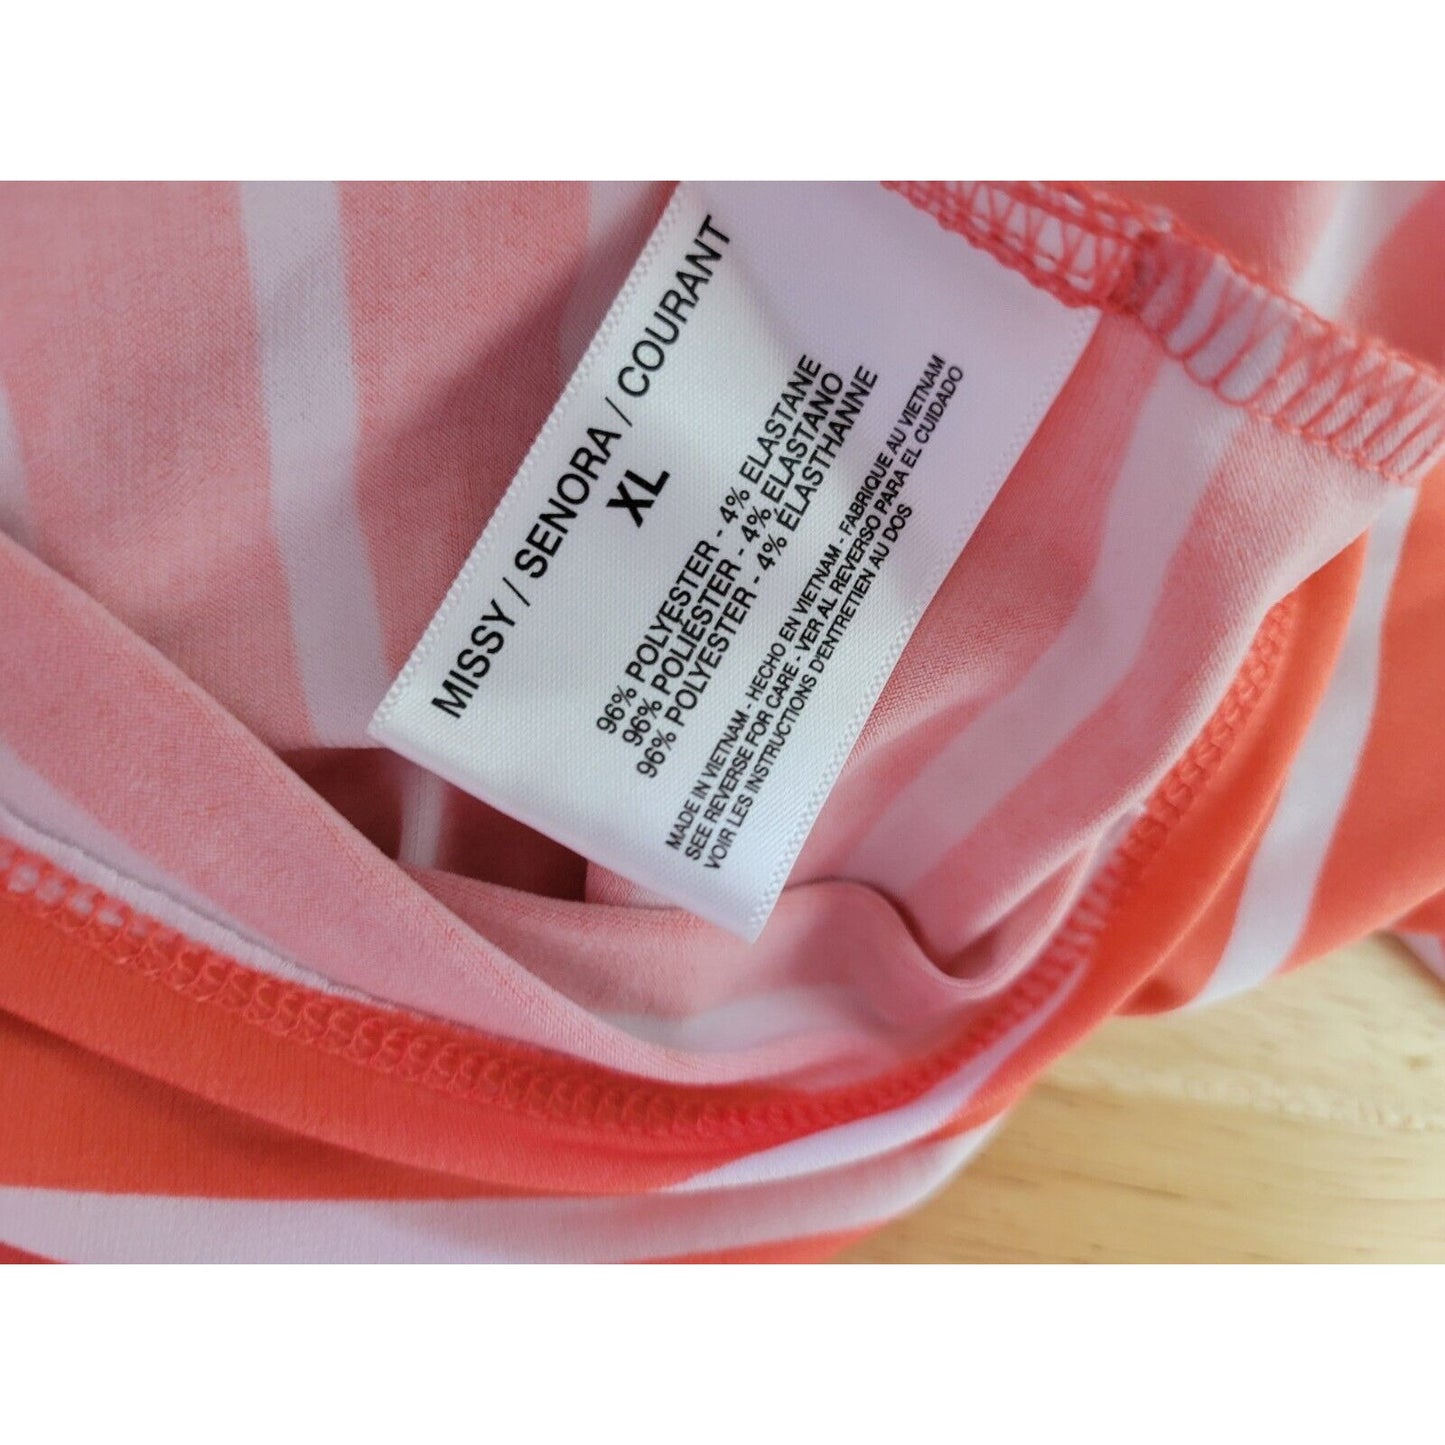 MISSY / SENORA / COURANT
XL
96% POLYESTER - 4% ELASTANE
96% POLIESTER - 4% ELASTANO
96% POLYESTER - 4% ÉLASTHANNE
MADE IN VIETNAM - HECHO EN VIETNAM - FABRIQUE AU VIETNAM
SEE REVERSE FOR CARE - VER AL REVERSO PARA EL CUIDADO
VOIR LES INSTRUCTIONS D'ENTRETIEN AU DOS